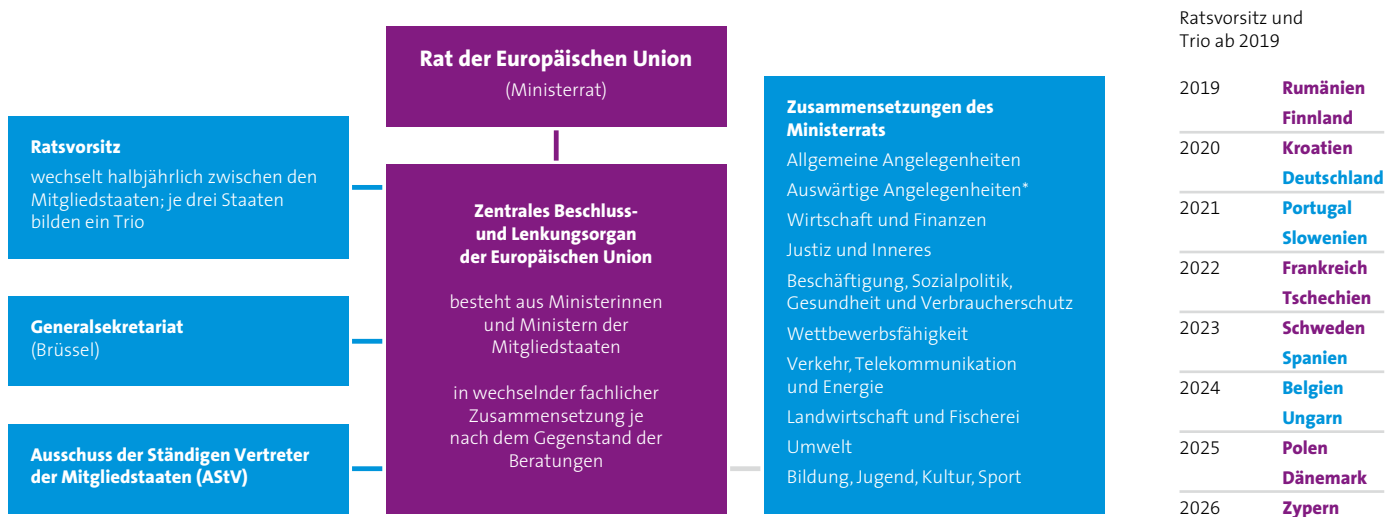 Rat der Europäischen Union
(Ministerrat)
Ratsvorsitz
wechselt halbjährlich zwischen den
Mitgliedstaaten; je drei Staaten
bilden ein Trio
Generalsekretariat
(Brüssel)
Ausschuss der Ständigen Vertreter
der Mitgliedstaaten (AStV)
Zentrales Beschluss-
und Lenkungsorgan
der Europäischen Union
besteht aus Ministerinnen
und Ministern der
Mitgliedstaaten
in wechselnder fachlicher
Zusammensetzung je
nach dem Gegenstand der
Beratungen
Zusammensetzungen des
Ministerrats
Allgemeine Angelegenheiten
Auswärtige Angelegenheiten*
Wirtschaft und Finanzen
Justiz und Inneres
Beschäftigung, Sozialpolitik,
Gesundheit und Verbraucherschutz
Wettbewerbsfähigkeit
Verkehr, Telekommunikation
und Energie
Landwirtschaft und Fischerei
Umwelt
Bildung, Jugend, Kultur, Sport
Ratsvorsitz und
Trio ab 2019
2019 Rumänien
Finnland
2020 Kroatien
Deutschland
2021 Portugal
Slowenien
2022 Frankreich
Tschechien
2023 Schweden
Spanien
2024 Belgien
Ungarn
2025 Polen
Dänemark
2026 Zypern